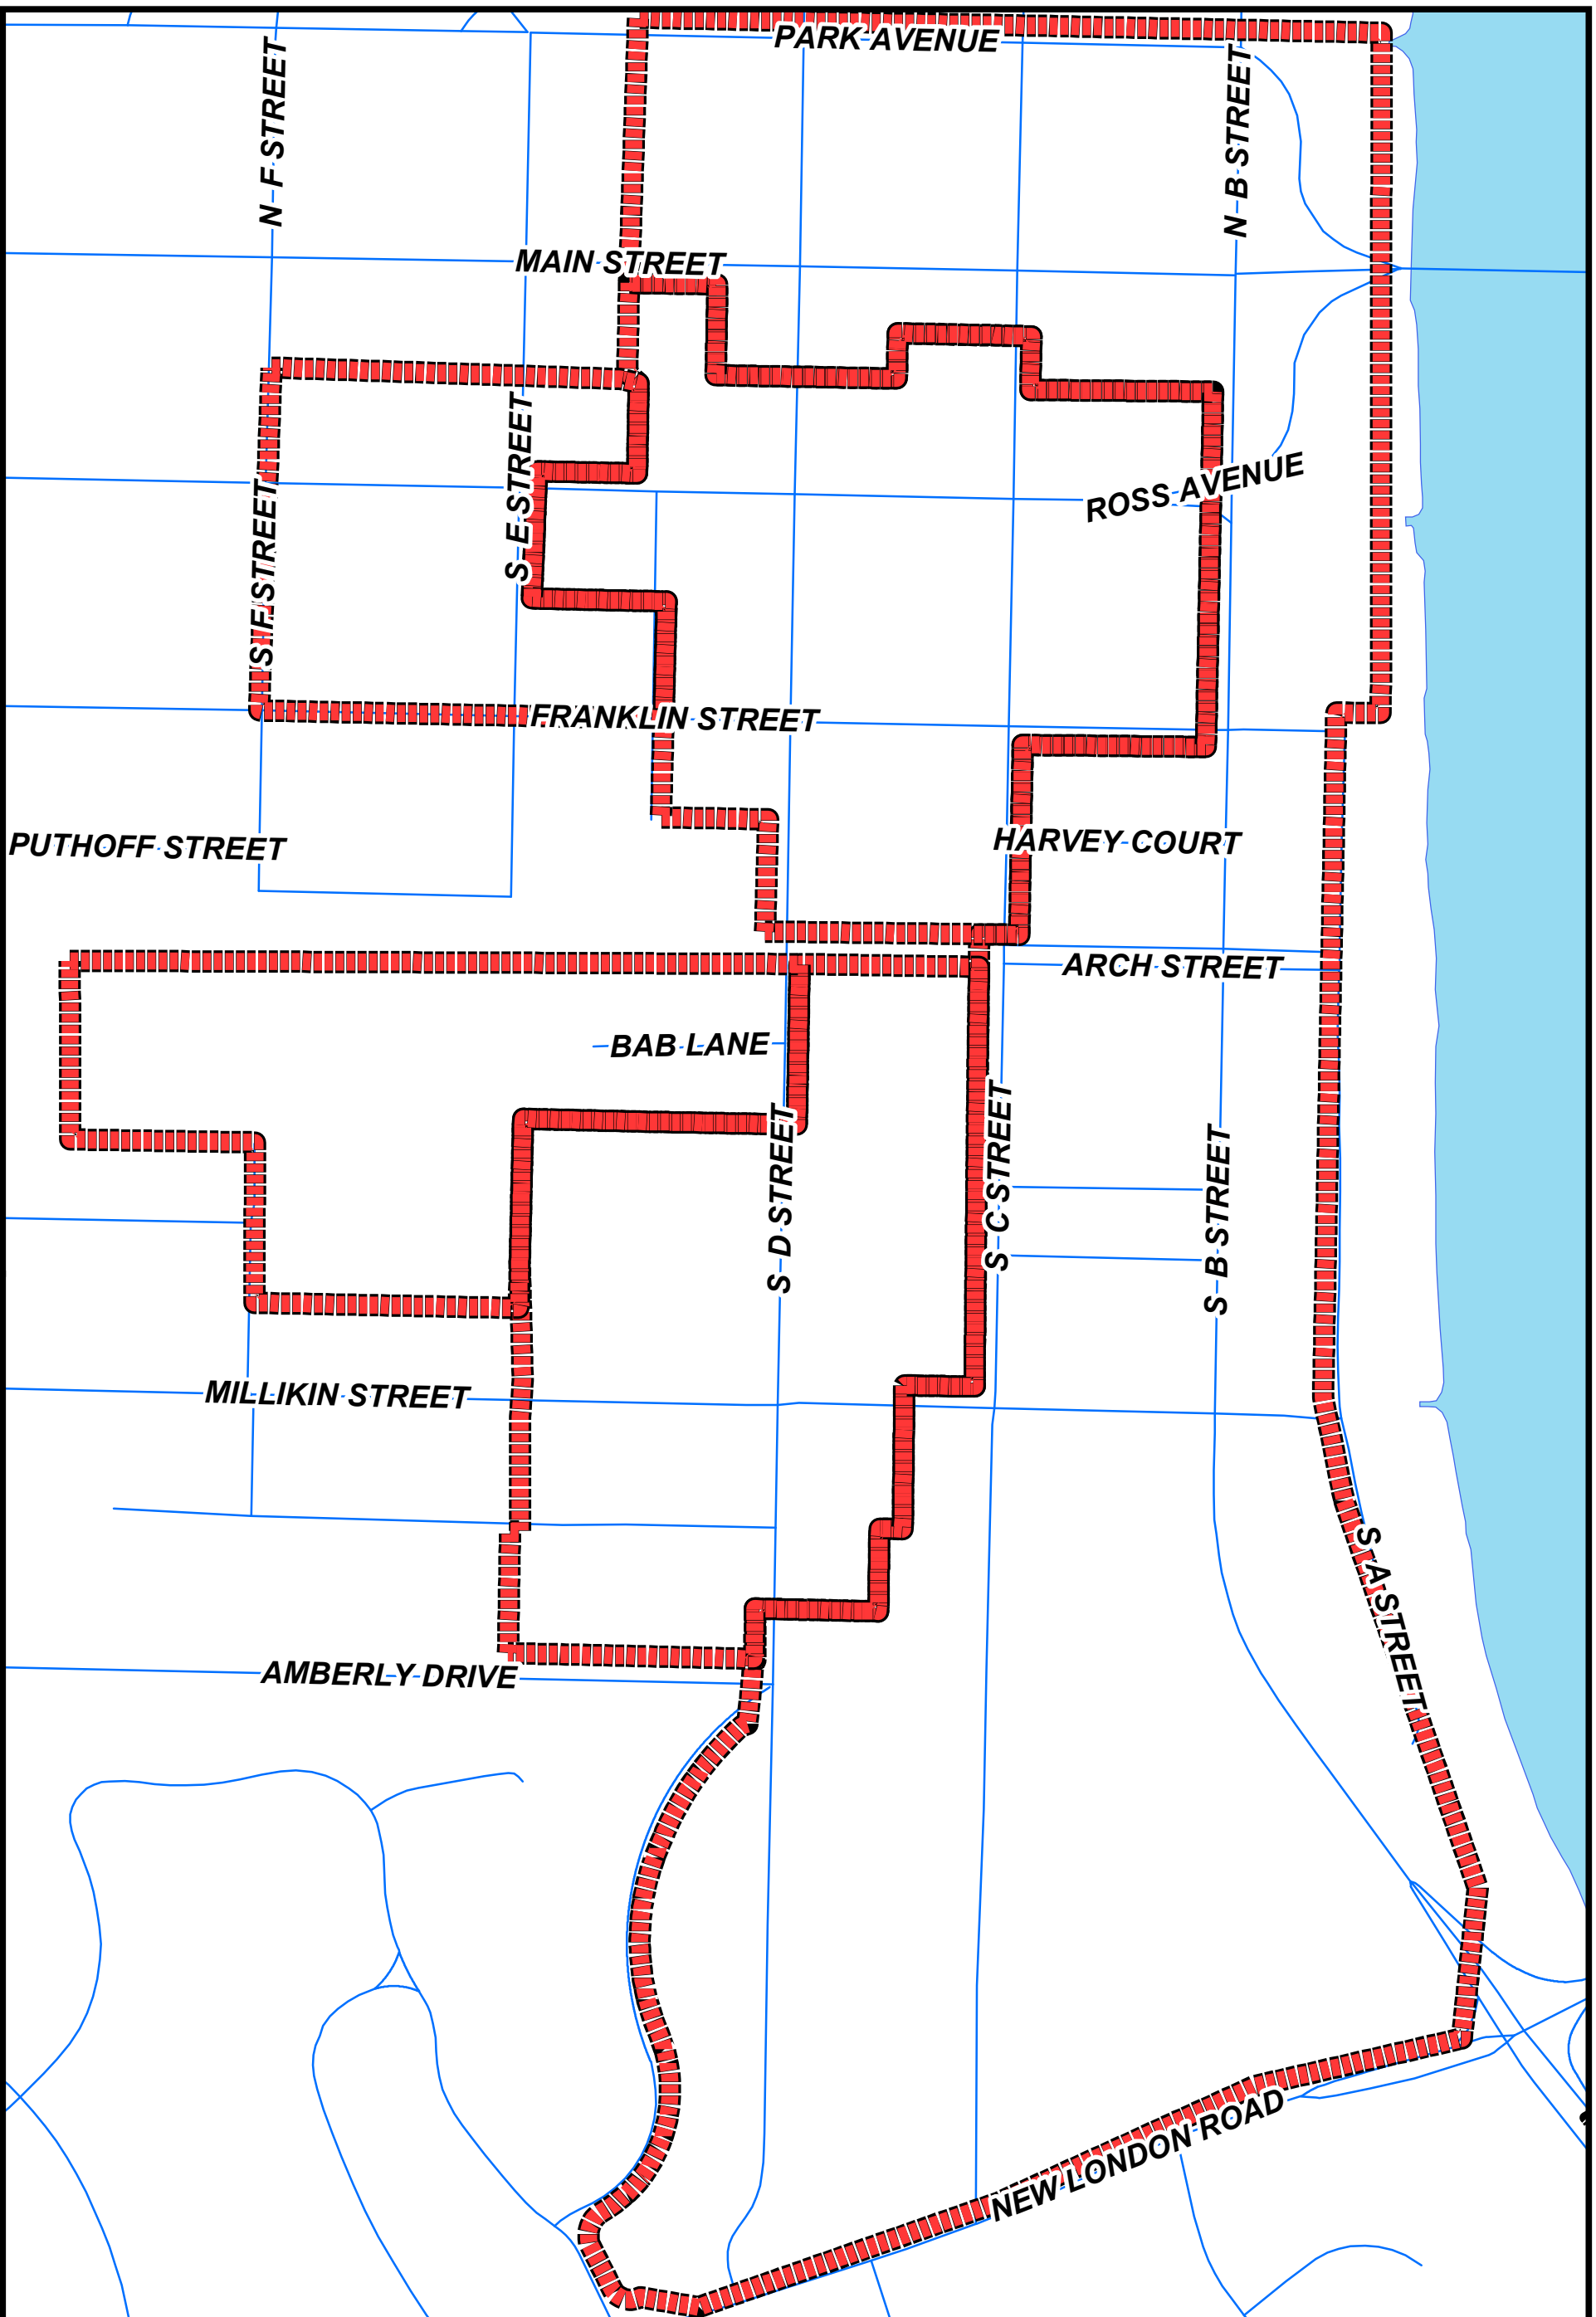 PARK AVENUE
N F STREET
N B STREET
MAIN STREET
S E STREET
ROSS AVENUE
S F STREET
FRANKLIN STREET
PUTHOFF STREET
HARVEY COURT
ARCH STREET
BAB LANE
S D STREET
S C STREET
S B STREET
MILLIKIN STREET
S A STREET
AMBERLY DRIVE
NEW LONDON ROAD